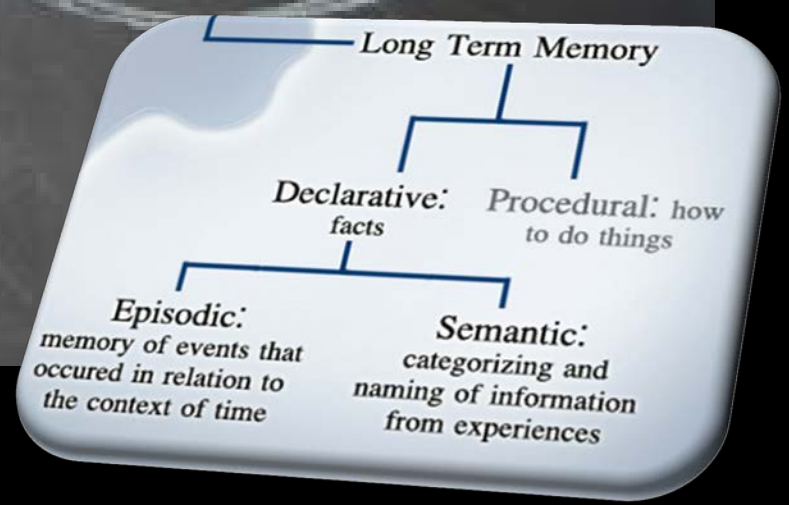 Long Term Memory
Declarative:
facts
Procedural: how
to do things
Episodic:
memory of events that
occured in relation to
the context of time
Semantic:
categorizing and
naming of information
from experiences